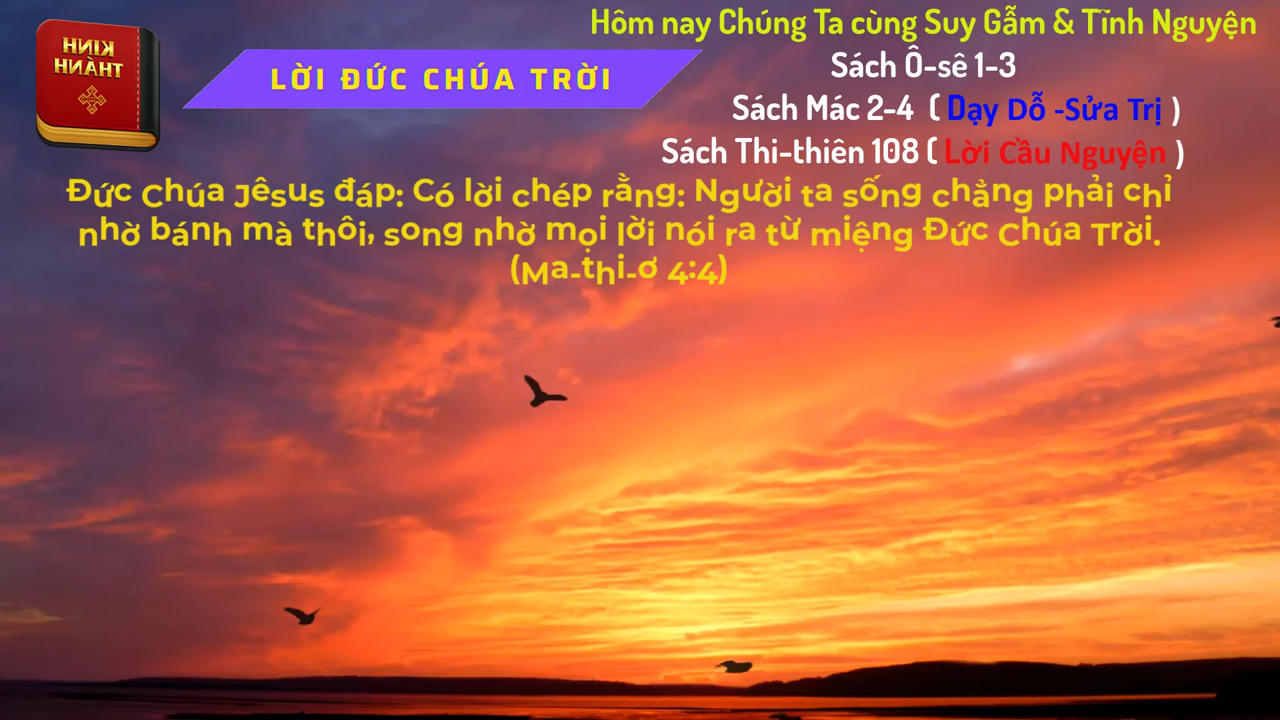 KINH
THÀNH
LỜI ĐỨC CHÚA TRỜI
Hôm nay Chúng Ta cùng Suy Gẫm & Tĩnh Nguyện
Sách Ô-sê 1-3
Sách Mác 2-4 ( Dạy Dỗ -Sửa Trị )
Sách Thi-thiên 108 ( Lời Cầu Nguyện )
Đức Chúa Jêsus đáp: Có lời chép rằng: Người ta sống chẳng phải chỉ
nhờ bánh mà thôi, song nhờ mọi lời nói ra từ miệng Đức Chúa Trời.
(Ma-thi-ơ 4:4)